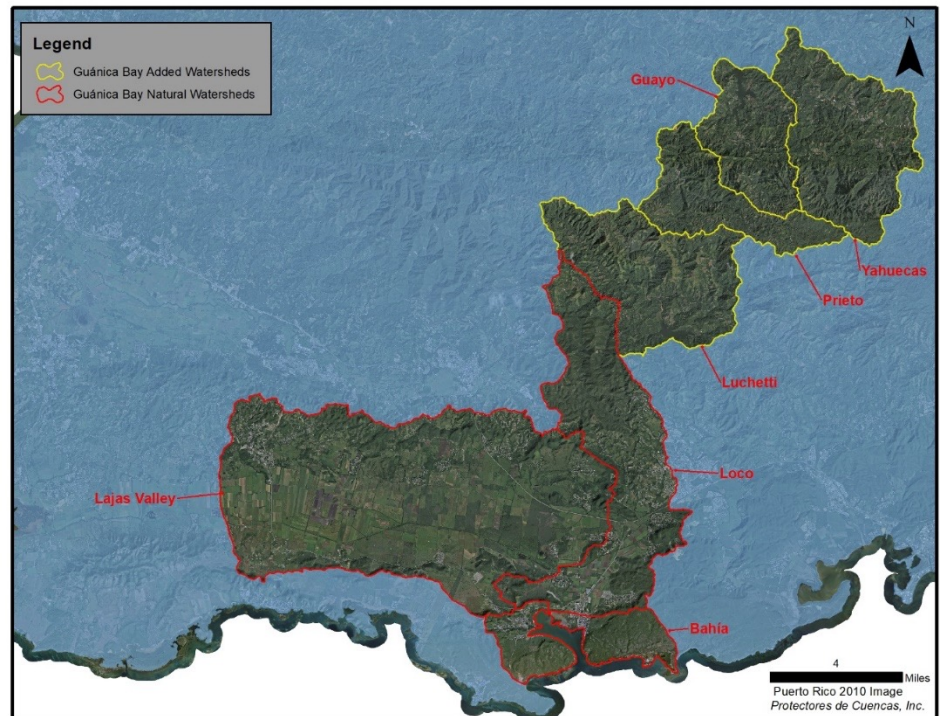 Legend
Guánica Bay Added Watersheds
Guánica Bay Natural Watersheds
N
Guayo
Yahuecas
Prieto
Luchetti
Loco
Lajas Valley
Bahía
4
Miles
Puerto Rico 2010 Image
Protectores de Cuencas, Inc.